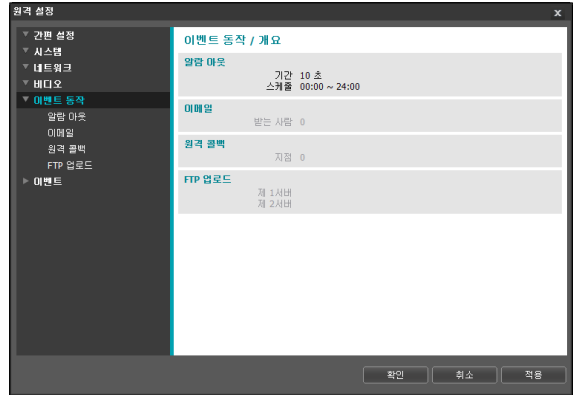 원격 설정
x
간편 설정
시스템
네트워크
비디오
이벤트 동작
알람 아웃
이메일
원격 콜백
FTP 업로드
이벤트
이벤트 동작 / 개요
알람 아웃
기간 10 초
스케줄 00:00 ~ 24:00
이메일
받는 사람 0
원격 콜백
지점 0
FTP 업로드
제 1서버
제 2서버
확인 취소 적용